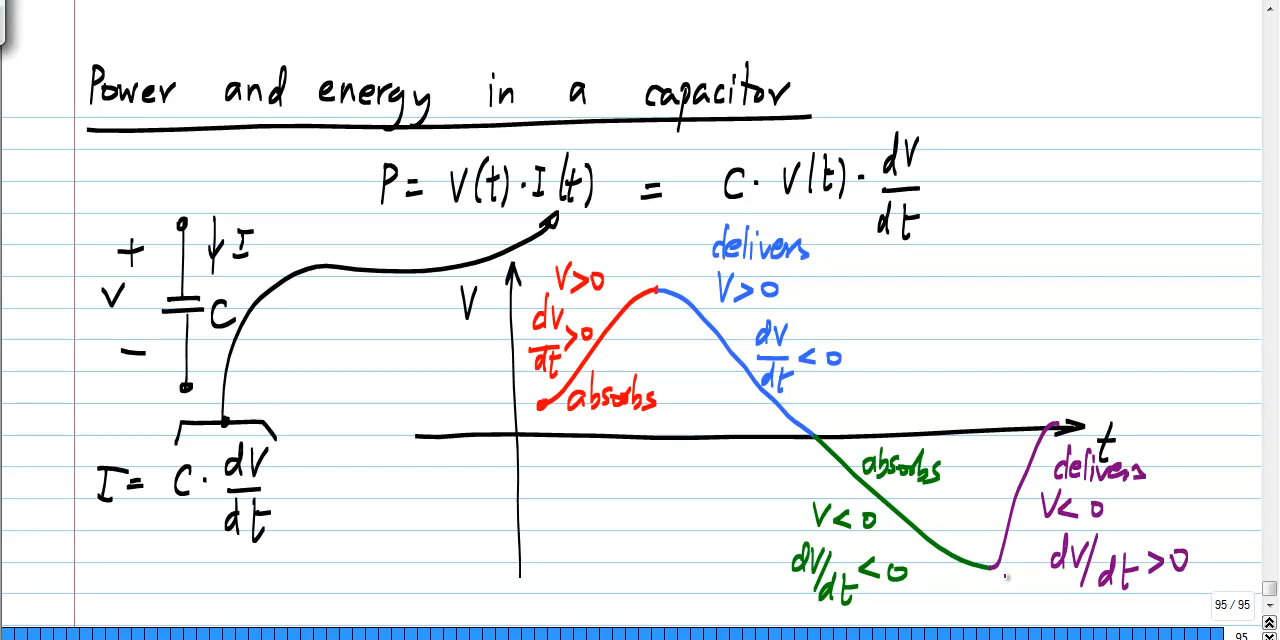 Power and energy in a capacitor
P = V(t) · I(t) = C · V(t) · dV/dt
+
V
−
I
C
I = C · dV/dt
V
t
V>0
dV/dt >0
absorbs
delivers
V>0
dV/dt < 0
absorbs
V<0
dV/dt <0
delivers
V< 0
dV/dt >0
95 / 95
95